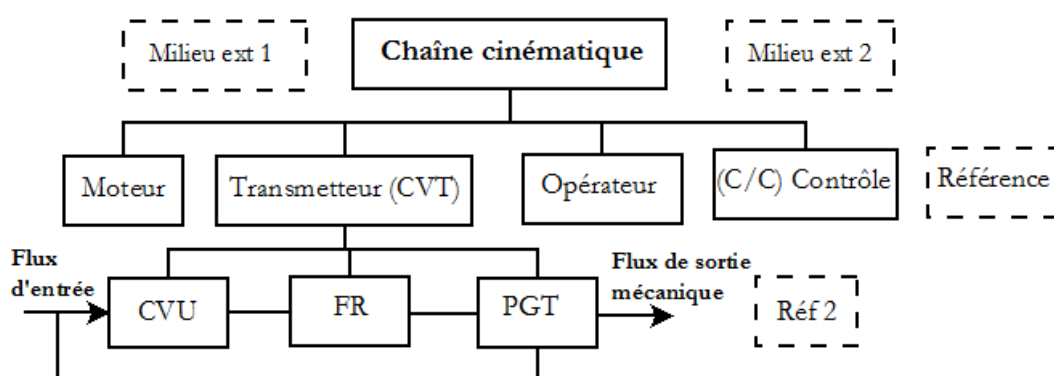 Milieu ext 1
Chaîne cinématique
Milieu ext 2
Moteur
Transmetteur (CVT)
Opérateur
(C/C) Contrôle
Référence
Flux
d'entrée
CVU
FR
PGT
Flux de sortie
mécanique
Réf 2